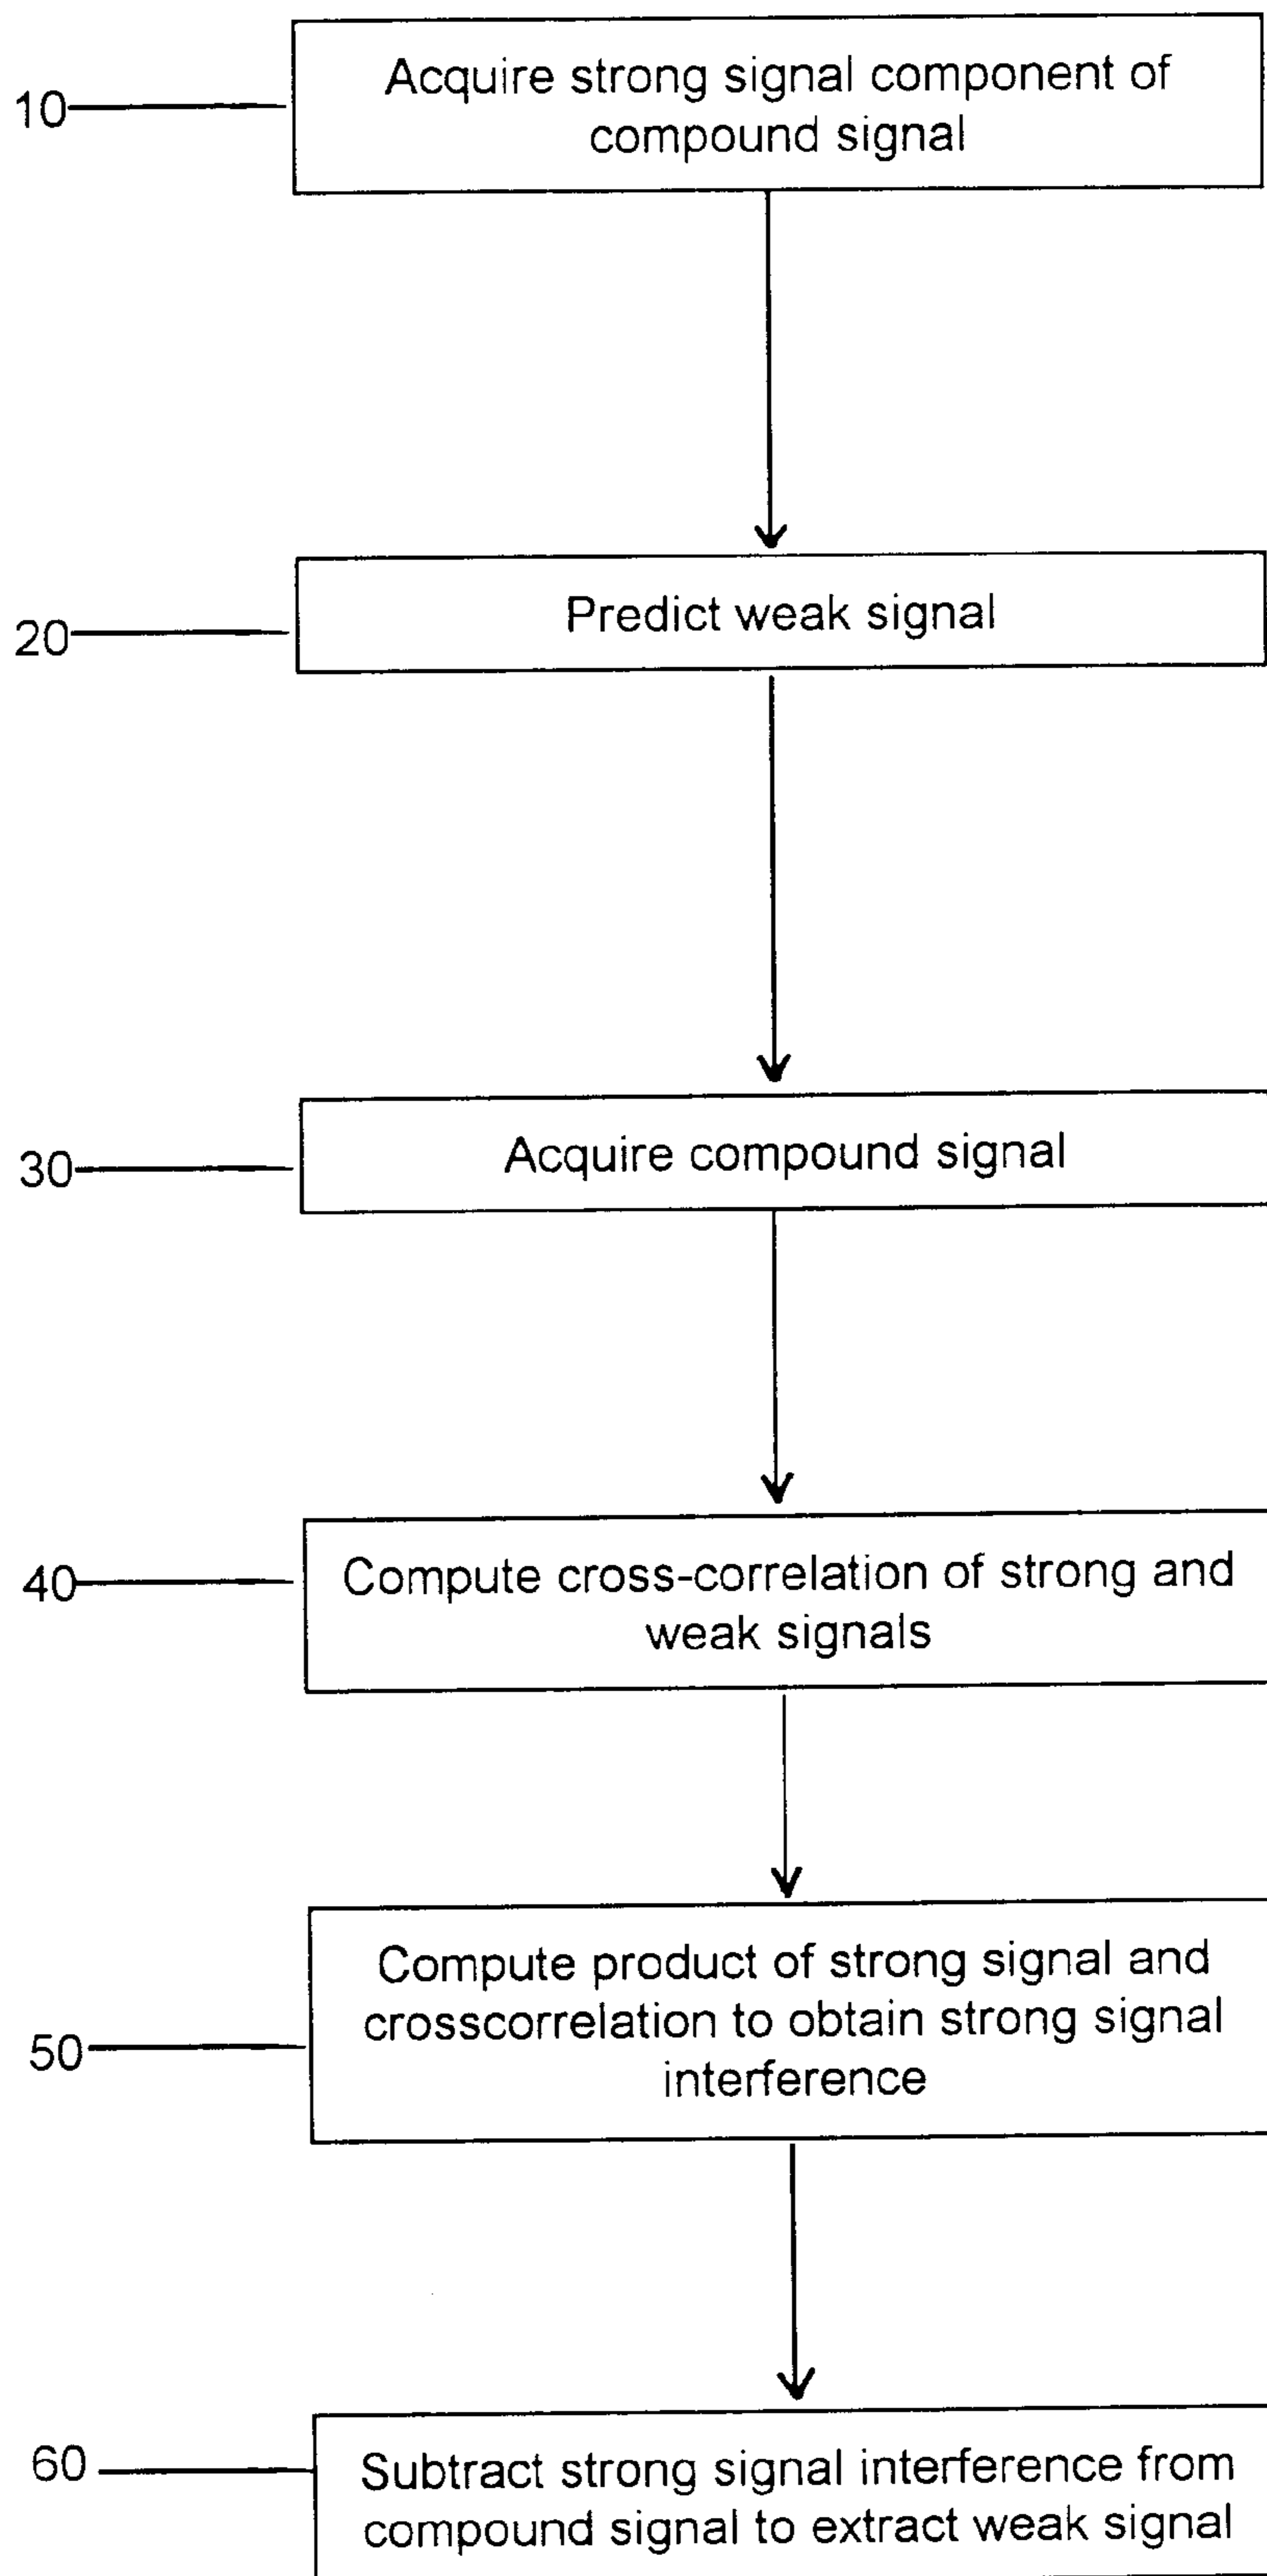 10
Acquire strong signal component of
compound signal
20
Predict weak signal
30
Acquire compound signal
40
Compute cross-correlation of strong and
weak signals
50
Compute product of strong signal and
crosscorrelation to obtain strong signal
interference
60
Subtract strong signal interference from
compound signal to extract weak signal